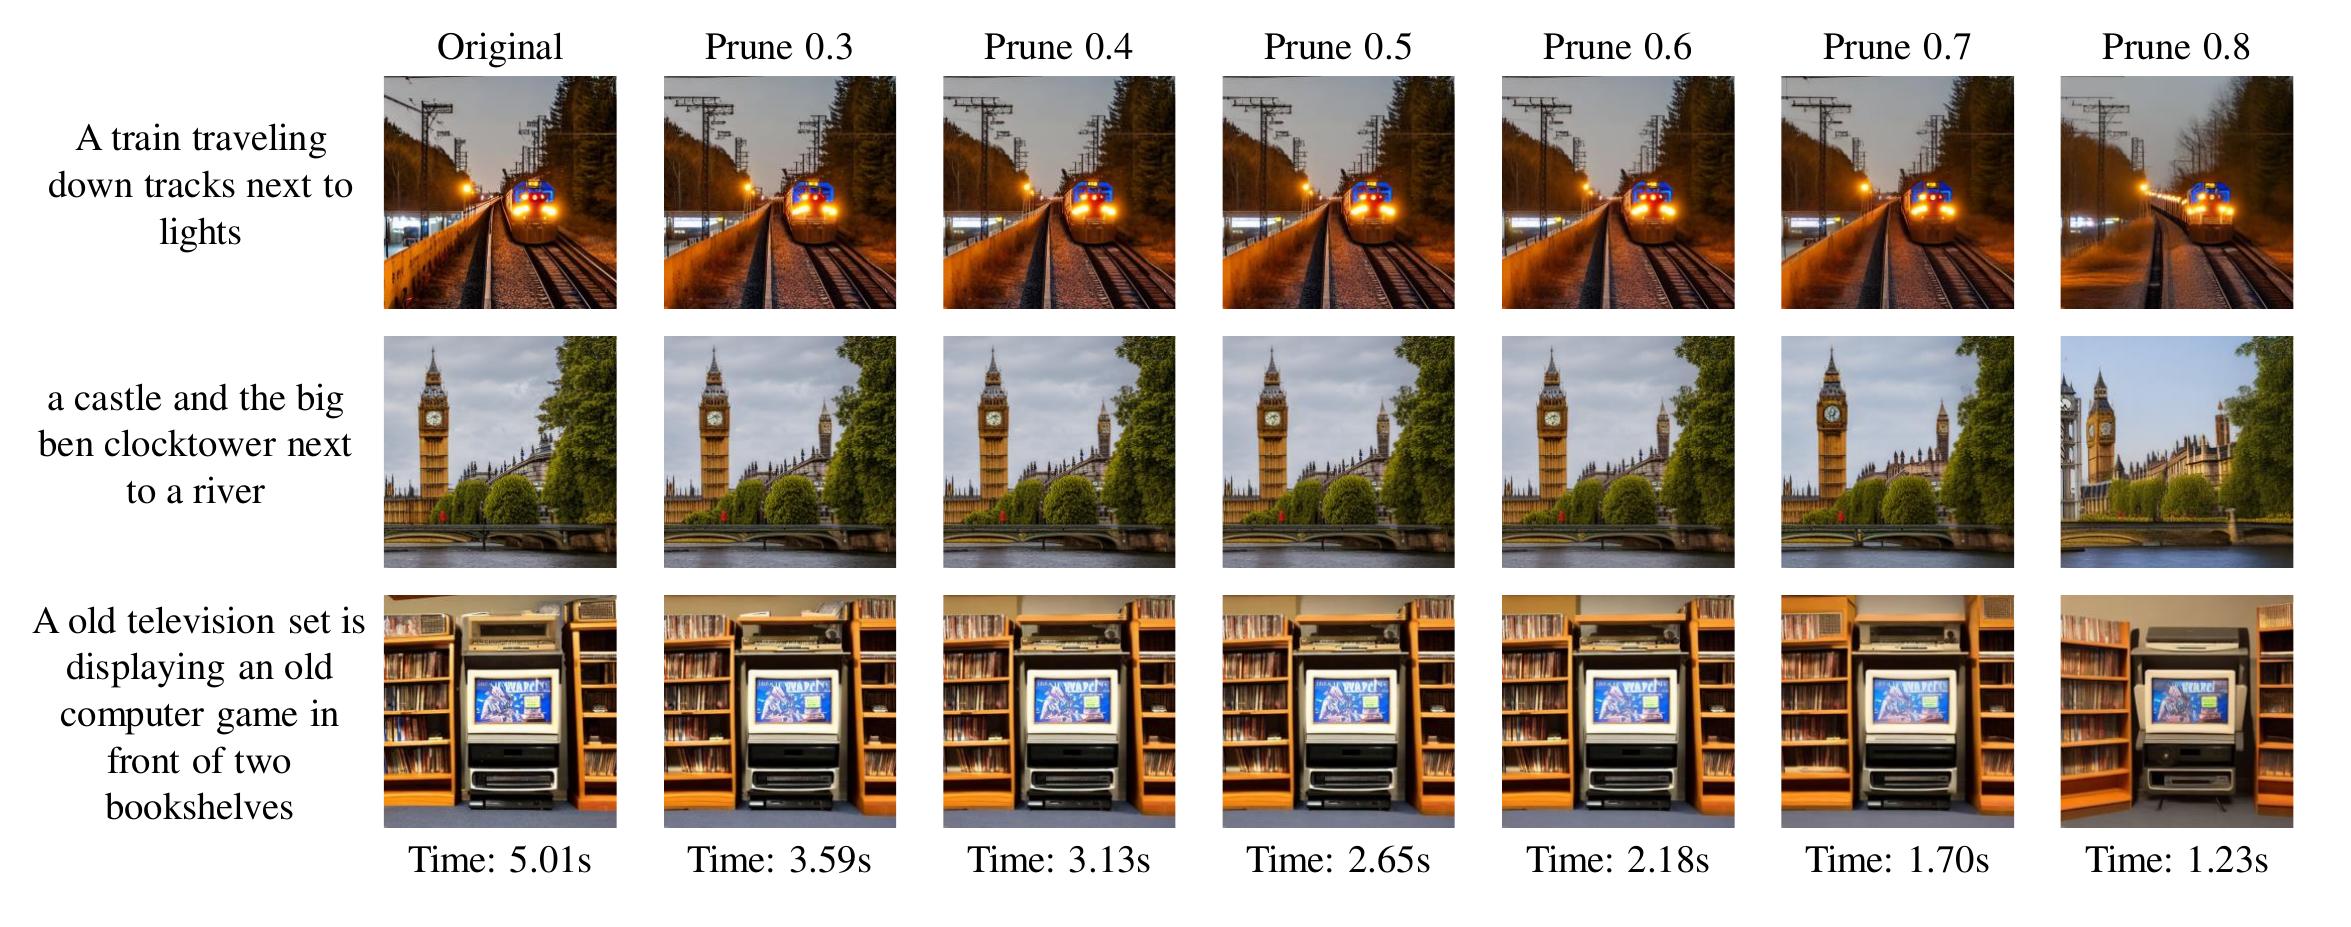 Original Prune 0.3 Prune 0.4 Prune 0.5 Prune 0.6 Prune 0.7 Prune 0.8
A train traveling
down tracks next to
lights
a castle and the big
ben clocktower next
to a river
A old television set is
displaying an old
computer game in
front of two
bookshelves
Time: 5.01s Time: 3.59s Time: 3.13s Time: 2.65s Time: 2.18s Time: 1.70s Time: 1.23s